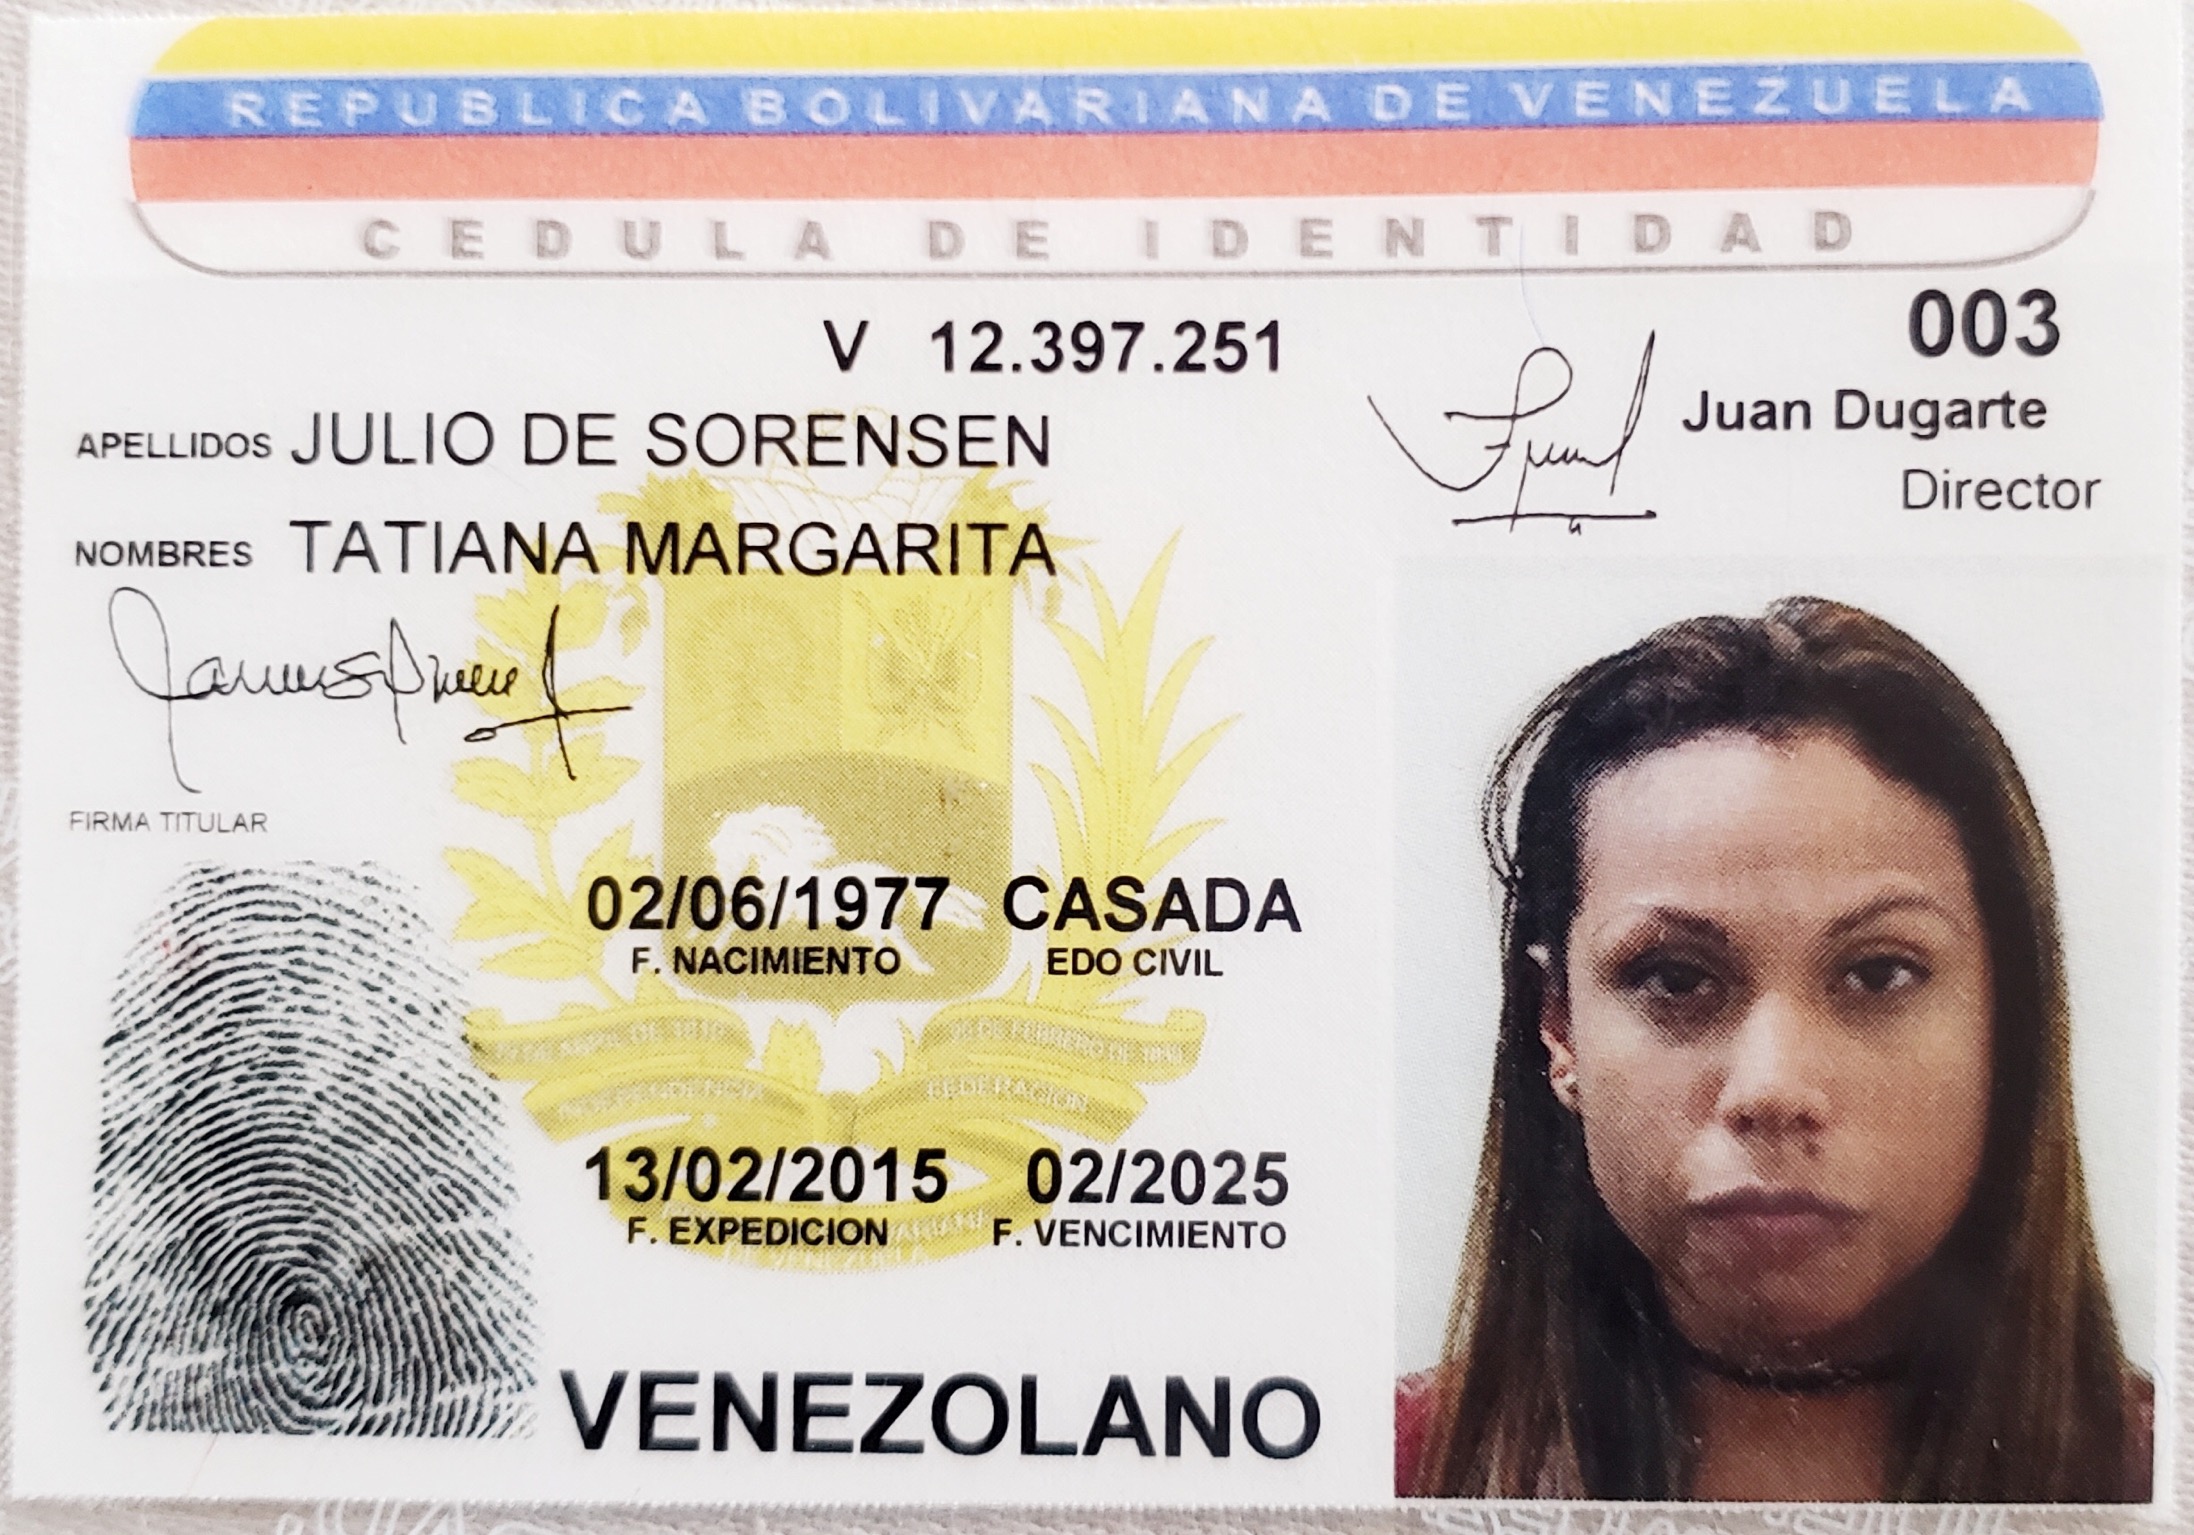 REPUBLICA BOLIVARIANA DE VENEZUELA
CEDULA DE IDENTIDAD
V 12.397.251
003
Juan Dugarte
Director
APELLIDOS JULIO DE SORENSEN
NOMBRES TATIANA MARGARITA
FIRMA TITULAR
02/06/1977 CASADA
F. NACIMIENTO EDO CIVIL
FEDERACION
13/02/2015 02/2025
F. EXPEDICION F. VENCIMIENTO
DE VENEZUELA
VENEZOLANO